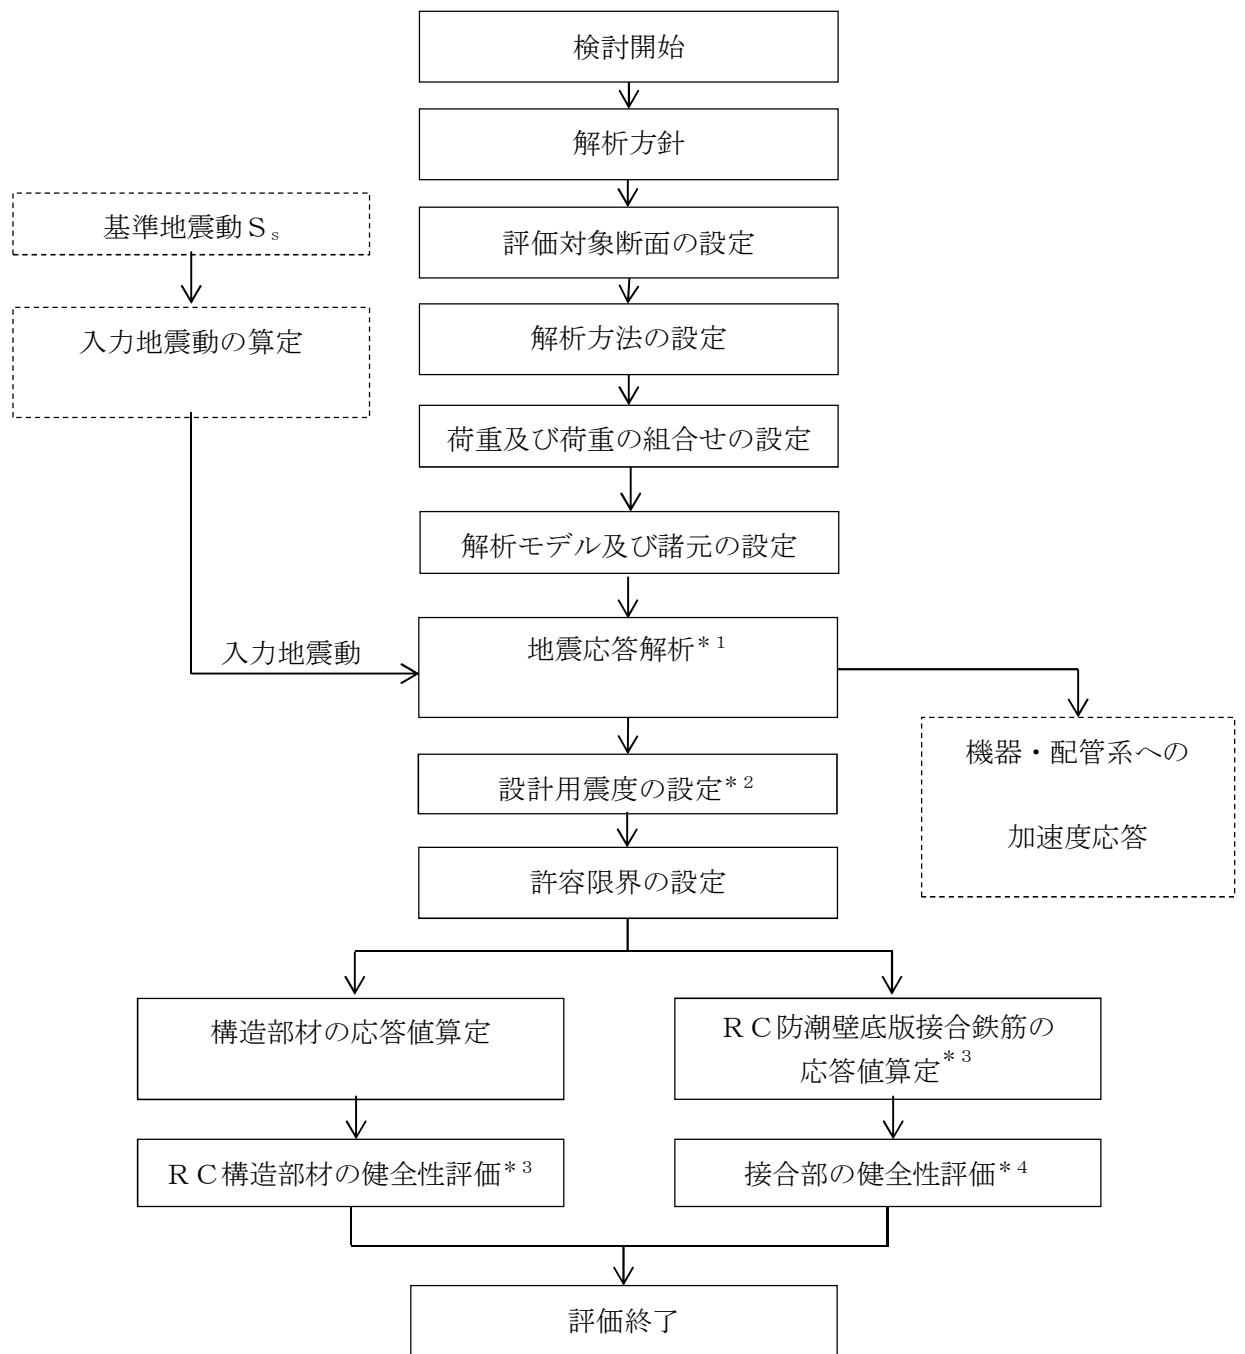 検討開始
解析方針
基準地震動Ｓｓ
評価対象断面の設定
入力地震動の算定
解析方法の設定
荷重及び荷重の組合せの設定
解析モデル及び諸元の設定
入力地震動
地震応答解析＊１
機器・配管系への
加速度応答
設計用震度の設定＊２
許容限界の設定
構造部材の応答値算定
ＲＣ防潮壁底版接合鉄筋の
応答値算定＊３
ＲＣ構造部材の健全性評価＊３
接合部の健全性評価＊４
評価終了